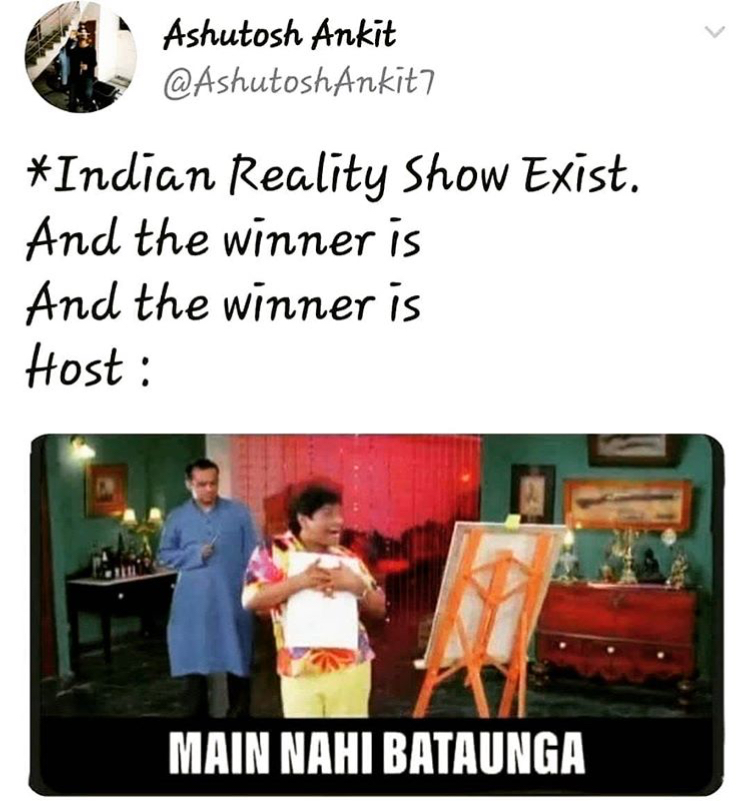 Ashutosh Ankit
@AshutoshAnkit7
*Indian Reality Show Exist.
And the winner is
And the winner is
Host :
MAIN NAHI BATAUNGA